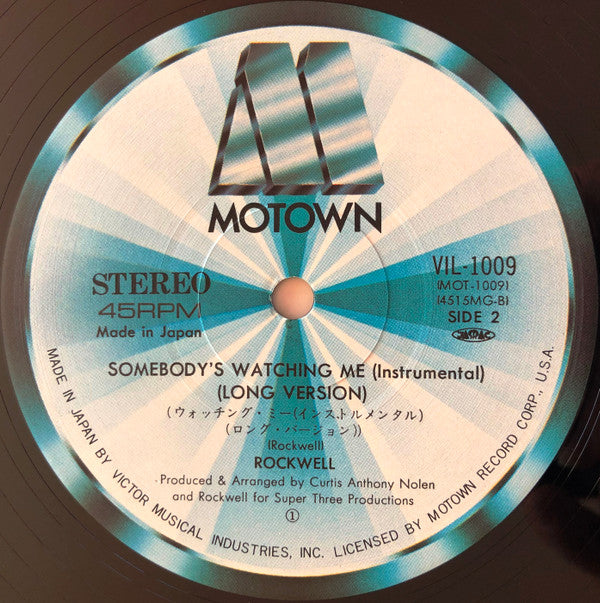 MOTOWN
STEREO
45RPM
Made in Japan
VIL-1009
(MOT-1009)
(4515MG-B)
SIDE 2
JASRAC
SOMEBODY'S WATCHING ME (Instrumental)
(LONG VERSION)
(ウォッチング・ミー(インストルメンタル)
(ロング・バージョン))
(Rockwell)
ROCKWELL
Produced & Arranged by Curtis Anthony Nolen
and Rockwell for Super Three Productions
①
MADE IN JAPAN BY VICTOR MUSICAL INDUSTRIES, INC. LICENSED BY MOTOWN RECORD CORP., U.S.A.